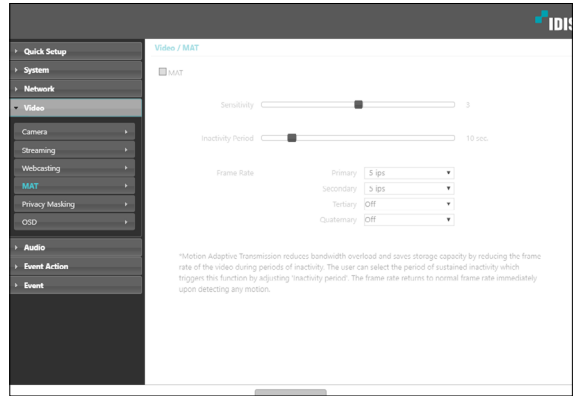 IDIS
Quick Setup
System
Network
Video
Camera
Streaming
Webcasting
MAT
Privacy Masking
OSD
Audio
Event Action
Event
Video / MAT
MAT
Sensitivity 3
Inactivity Period 10 sec.
Frame Rate Primary 5 ips
Secondary 5 ips
Tertiary Off
Quaternary Off
*Motion Adaptive Transmission reduces bandwidth overload and saves storage capacity by reducing the frame
rate of the video during periods of inactivity. The user can select the period of sustained inactivity which
triggers this function by adjusting 'Inactivity period'. The frame rate returns to normal frame rate immediately
upon detecting any motion.